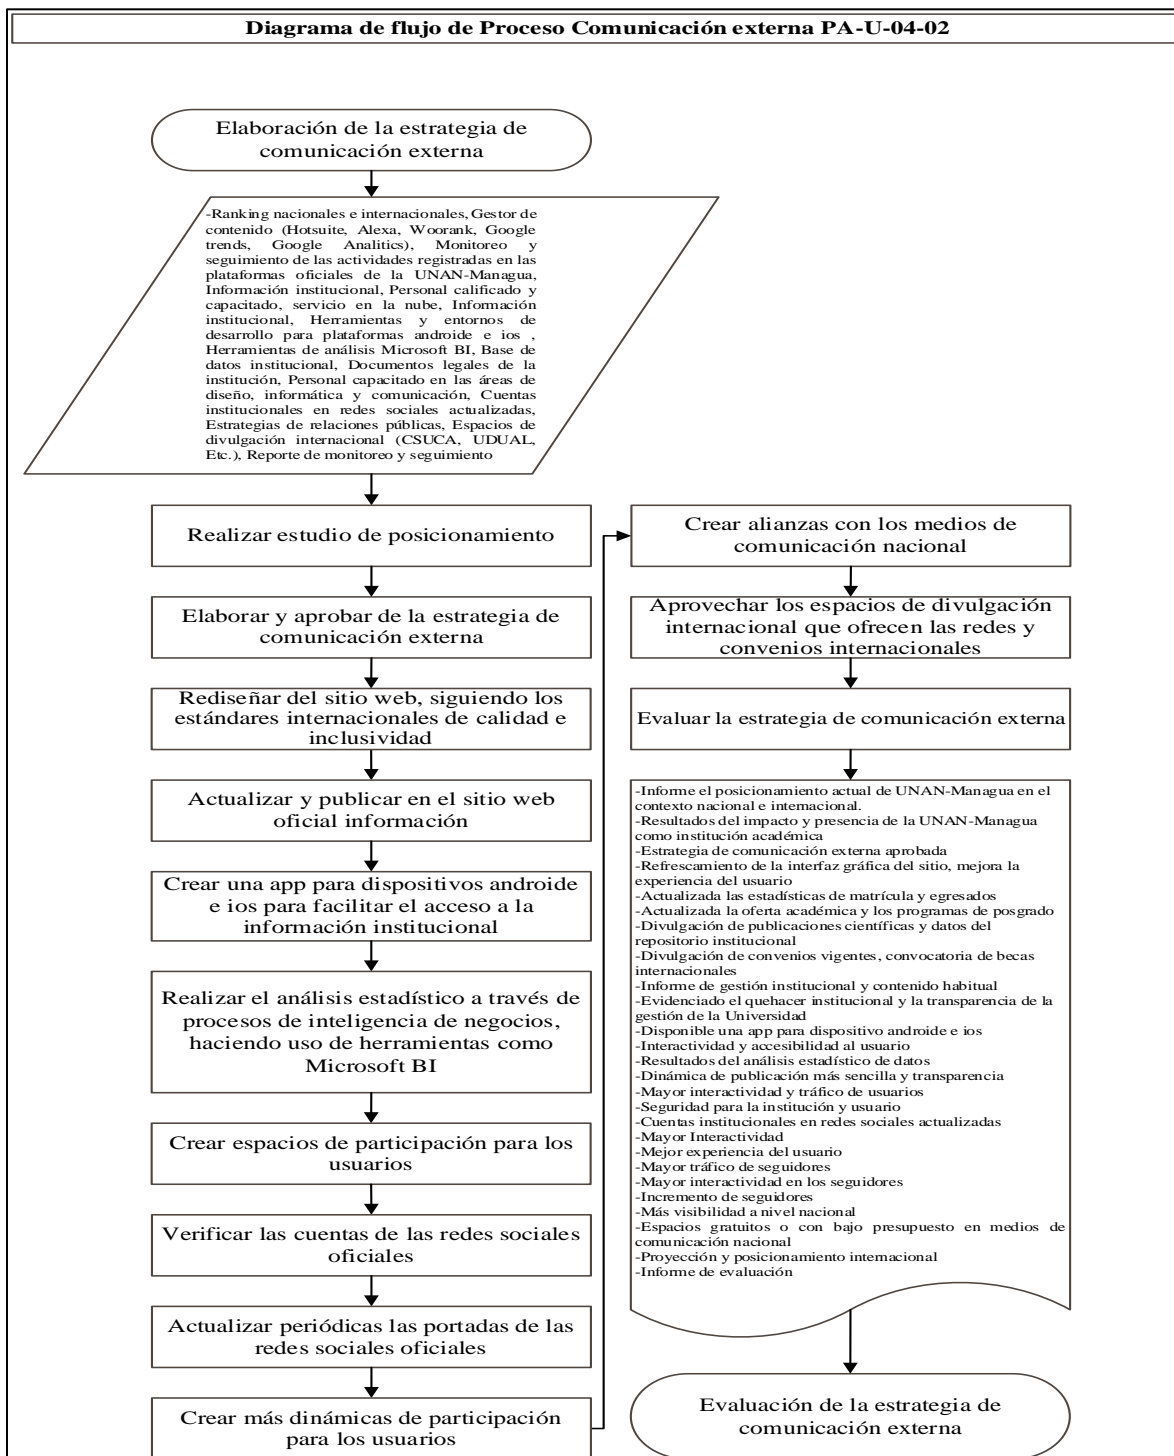 Diagrama de flujo de Proceso Comunicación externa PA-U-04-02
Elaboración de la estrategia de
comunicación externa
-Ranking nacionales e internacionales, Gestor de
contenido (Hotsuite, Alexa, Woorank, Google
trends, Google Analitics), Monitoreo y
seguimiento de las actividades registradas en las
plataformas oficiales de la UNAN-Managua,
Información institucional, Personal calificado y
capacitado, servicio en la nube, Información
institucional, Herramientas y entornos de
desarrollo para plataformas androide e ios ,
Herramientas de análisis Microsoft BI, Base de
datos institucional, Documentos legales de la
institución, Personal capacitado en las áreas de
diseño, informática y comunicación, Cuentas
institucionales en redes sociales actualizadas,
Estrategias de relaciones públicas, Espacios de
divulgación internacional (CSUCA, UDUAL,
Etc.), Reporte de monitoreo y seguimiento
Realizar estudio de posicionamiento
Elaborar y aprobar de la estrategia de
comunicación externa
Rediseñar del sitio web, siguiendo los
estándares internacionales de calidad e
inclusividad
Actualizar y publicar en el sitio web
oficial información
Crear una app para dispositivos androide
e ios para facilitar el acceso a la
información institucional
Realizar el análisis estadístico a través de
procesos de inteligencia de negocios,
haciendo uso de herramientas como
Microsoft BI
Crear espacios de participación para los
usuarios
Verificar las cuentas de las redes sociales
oficiales
Actualizar periódicas las portadas de las
redes sociales oficiales
Crear más dinámicas de participación
para los usuarios
Crear alianzas con los medios de
comunicación nacional
Aprovechar los espacios de divulgación
internacional que ofrecen las redes y
convenios internacionales
Evaluar la estrategia de comunicación externa
-Informe el posicionamiento actual de UNAN-Managua en el
contexto nacional e internacional.
-Resultados del impacto y presencia de la UNAN-Managua
como institución académica
-Estrategia de comunicación externa aprobada
-Refrescamiento de la interfaz gráfica del sitio, mejora la
experiencia del usuario
-Actualizada las estadísticas de matrícula y egresados
-Actualizada la oferta académica y los programas de posgrado
-Divulgación de publicaciones científicas y datos del
repositorio institucional
-Divulgación de convenios vigentes, convocatoria de becas
internacionales
-Informe de gestión institucional y contenido habitual
-Evidenciado el quehacer institucional y la transparencia de la
gestión de la Universidad
-Disponible una app para dispositivo androide e ios
-Interactividad y accesibilidad al usuario
-Resultados del análisis estadístico de datos
-Dinámica de publicación más sencilla y transparencia
-Mayor interactividad y tráfico de usuarios
-Seguridad para la institución y usuario
-Cuentas institucionales en redes sociales actualizadas
-Mayor Interactividad
-Mejor experiencia del usuario
-Mayor tráfico de seguidores
-Mayor interactividad en los seguidores
-Incremento de seguidores
-Más visibilidad a nivel nacional
-Espacios gratuitos o con bajo presupuesto en medios de
comunicación nacional
-Proyección y posicionamiento internacional
-Informe de evaluación
Evaluación de la estrategia de
comunicación externa